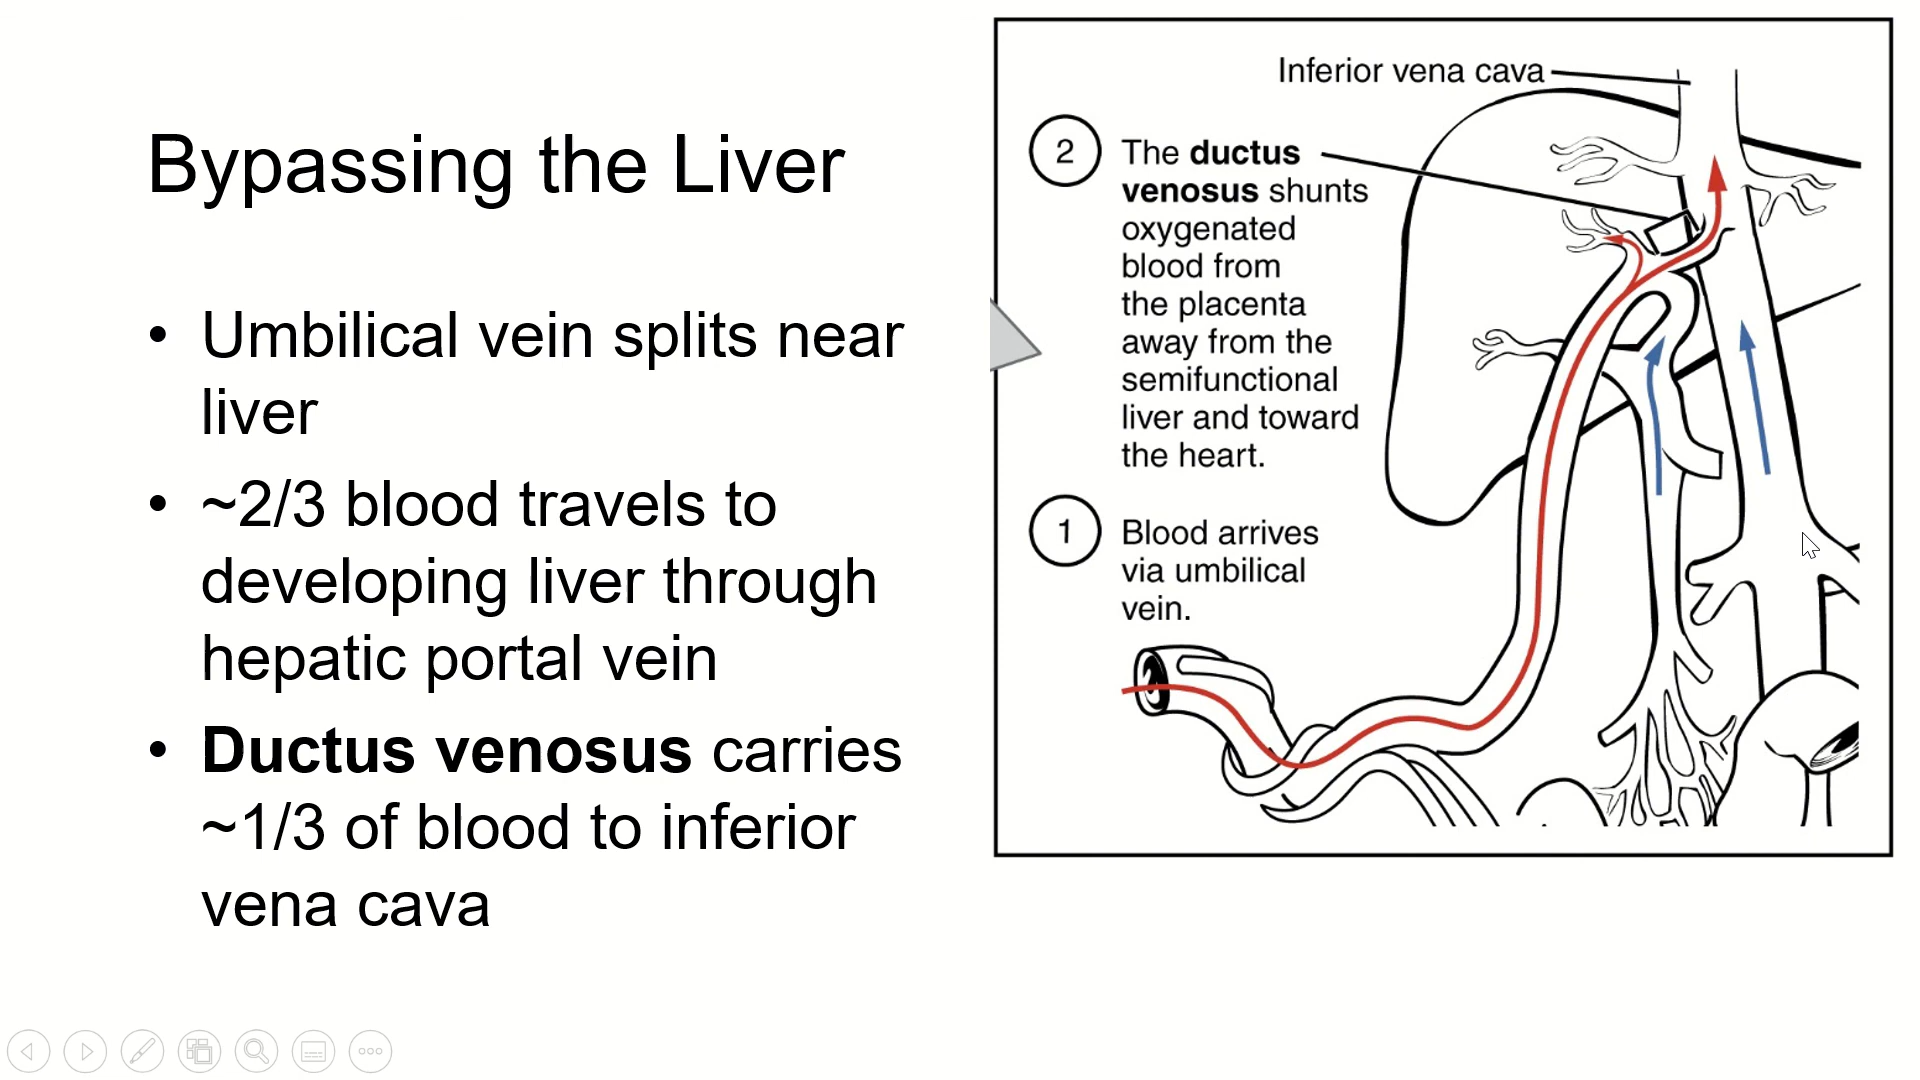 Bypassing the Liver
• Umbilical vein splits near
liver
• ~2/3 blood travels to
developing liver through
hepatic portal vein
• Ductus venosus carries
~1/3 of blood to inferior
vena cava
Inferior vena cava
2
The ductus
venosus shunts
oxygenated
blood from
the placenta
away from the
semifunctional
liver and toward
the heart.
1
Blood arrives
via umbilical
vein.